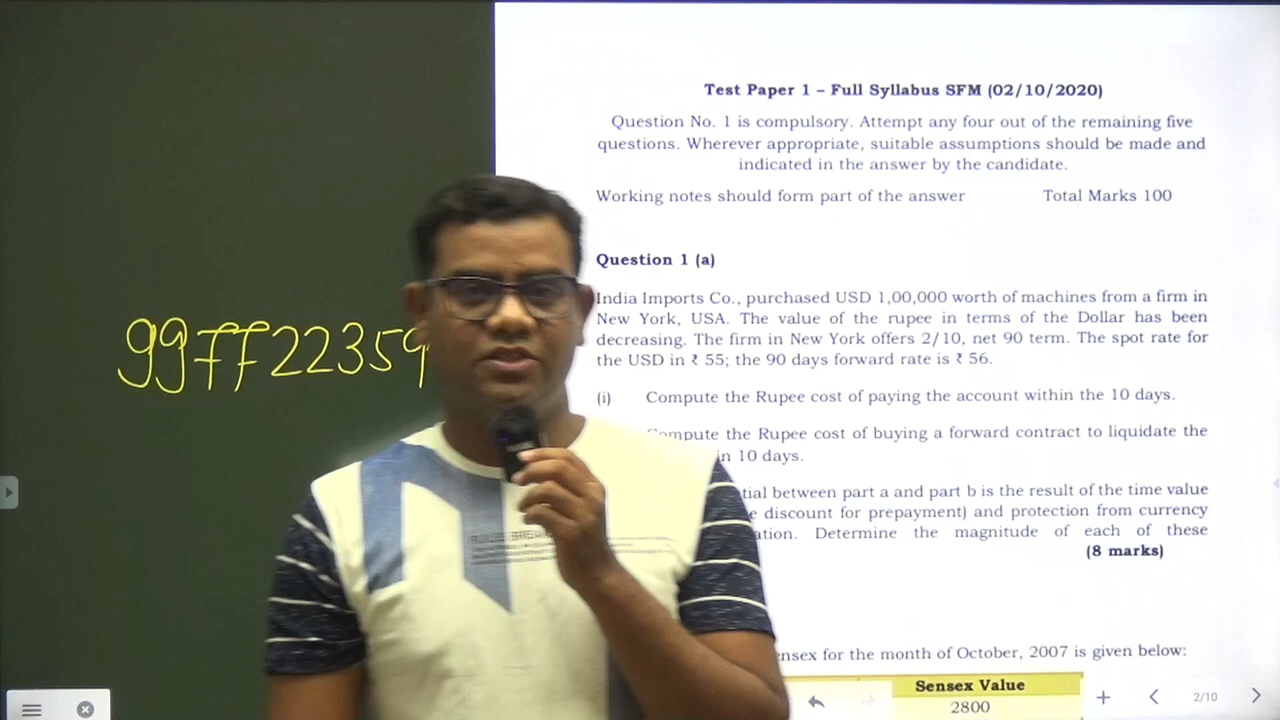 997722359
Test Paper 1 – Full Syllabus SFM (02/10/2020)
Question No. 1 is compulsory. Attempt any four out of the remaining five
questions. Wherever appropriate, suitable assumptions should be made and
indicated in the answer by the candidate.
Working notes should form part of the answer Total Marks 100
Question 1 (a)
India Imports Co., purchased USD 1,00,000 worth of machines from a firm in
New York, USA. The value of the rupee in terms of the Dollar has been
decreasing. The firm in New York offers 2/10, net 90 term. The spot rate for
the USD in ₹ 55; the 90 days forward rate is ₹ 56.
(i) Compute the Rupee cost of paying the account within the 10 days.
Compute the Rupee cost of buying a forward contract to liquidate the
in 10 days.
tial between part a and part b is the result of the time value
e discount for prepayment) and protection from currency
ation. Determine the magnitude of each of these
(8 marks)
ensex for the month of October, 2007 is given below:
Sensex Value
2800
2/10